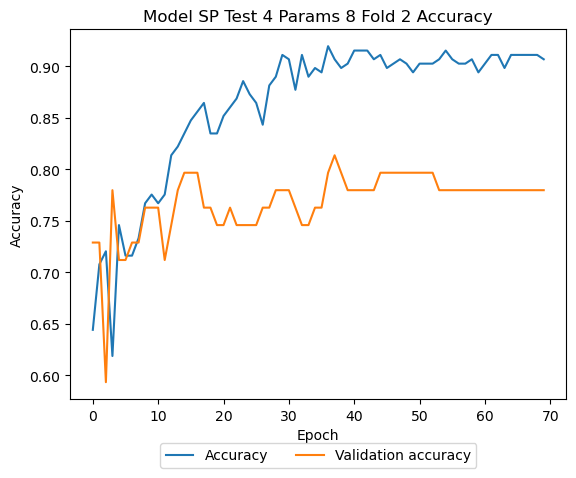 Model SP Test 4 Params 8 Fold 2 Accuracy
Accuracy
0.90
0.85
0.80
0.75
0.70
0.65
0.60
0 10 20 30 40 50 60 70
Epoch
Accuracy Validation accuracy